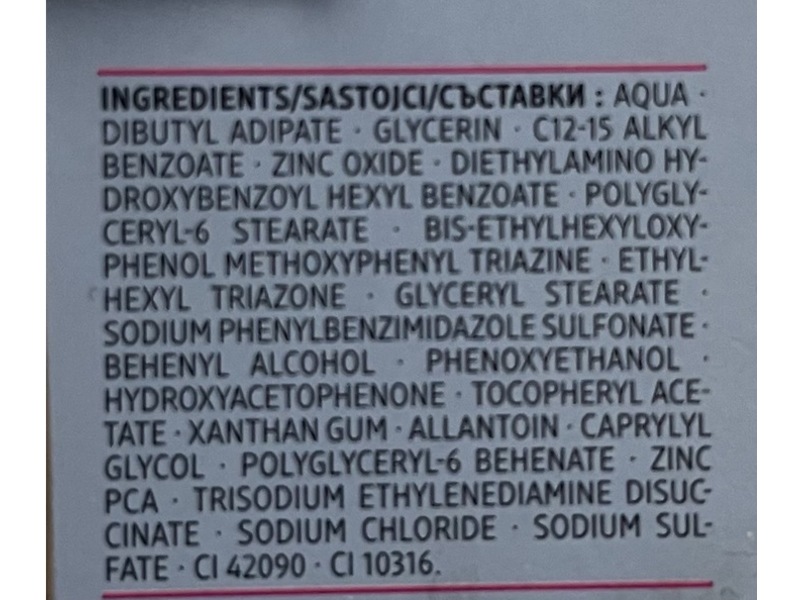 INGREDIENTS/SASTOJCI/СЪСТАВКИ : AQUA ·
DIBUTYL ADIPATE · GLYCERIN · C12-15 ALKYL
BENZOATE · ZINC OXIDE · DIETHYLAMINO HY-
DROXYBENZOYL HEXYL BENZOATE · POLYGLY-
CERYL-6 STEARATE · BIS-ETHYLHEXYLOXY-
PHENOL METHOXYPHENYL TRIAZINE · ETHYL-
HEXYL TRIAZONE · GLYCERYL STEARATE ·
SODIUM PHENYLBENZIMIDAZOLE SULFONATE ·
BEHENYL ALCOHOL · PHENOXYETHANOL ·
HYDROXYACETOPHENONE · TOCOPHERYL ACE-
TATE · XANTHAN GUM · ALLANTOIN · CAPRYLYL
GLYCOL · POLYGLYCERYL-6 BEHENATE · ZINC
PCA · TRISODIUM ETHYLENEDIAMINE DISUC-
CINATE · SODIUM CHLORIDE · SODIUM SUL-
FATE · CI 42090 · CI 10316.